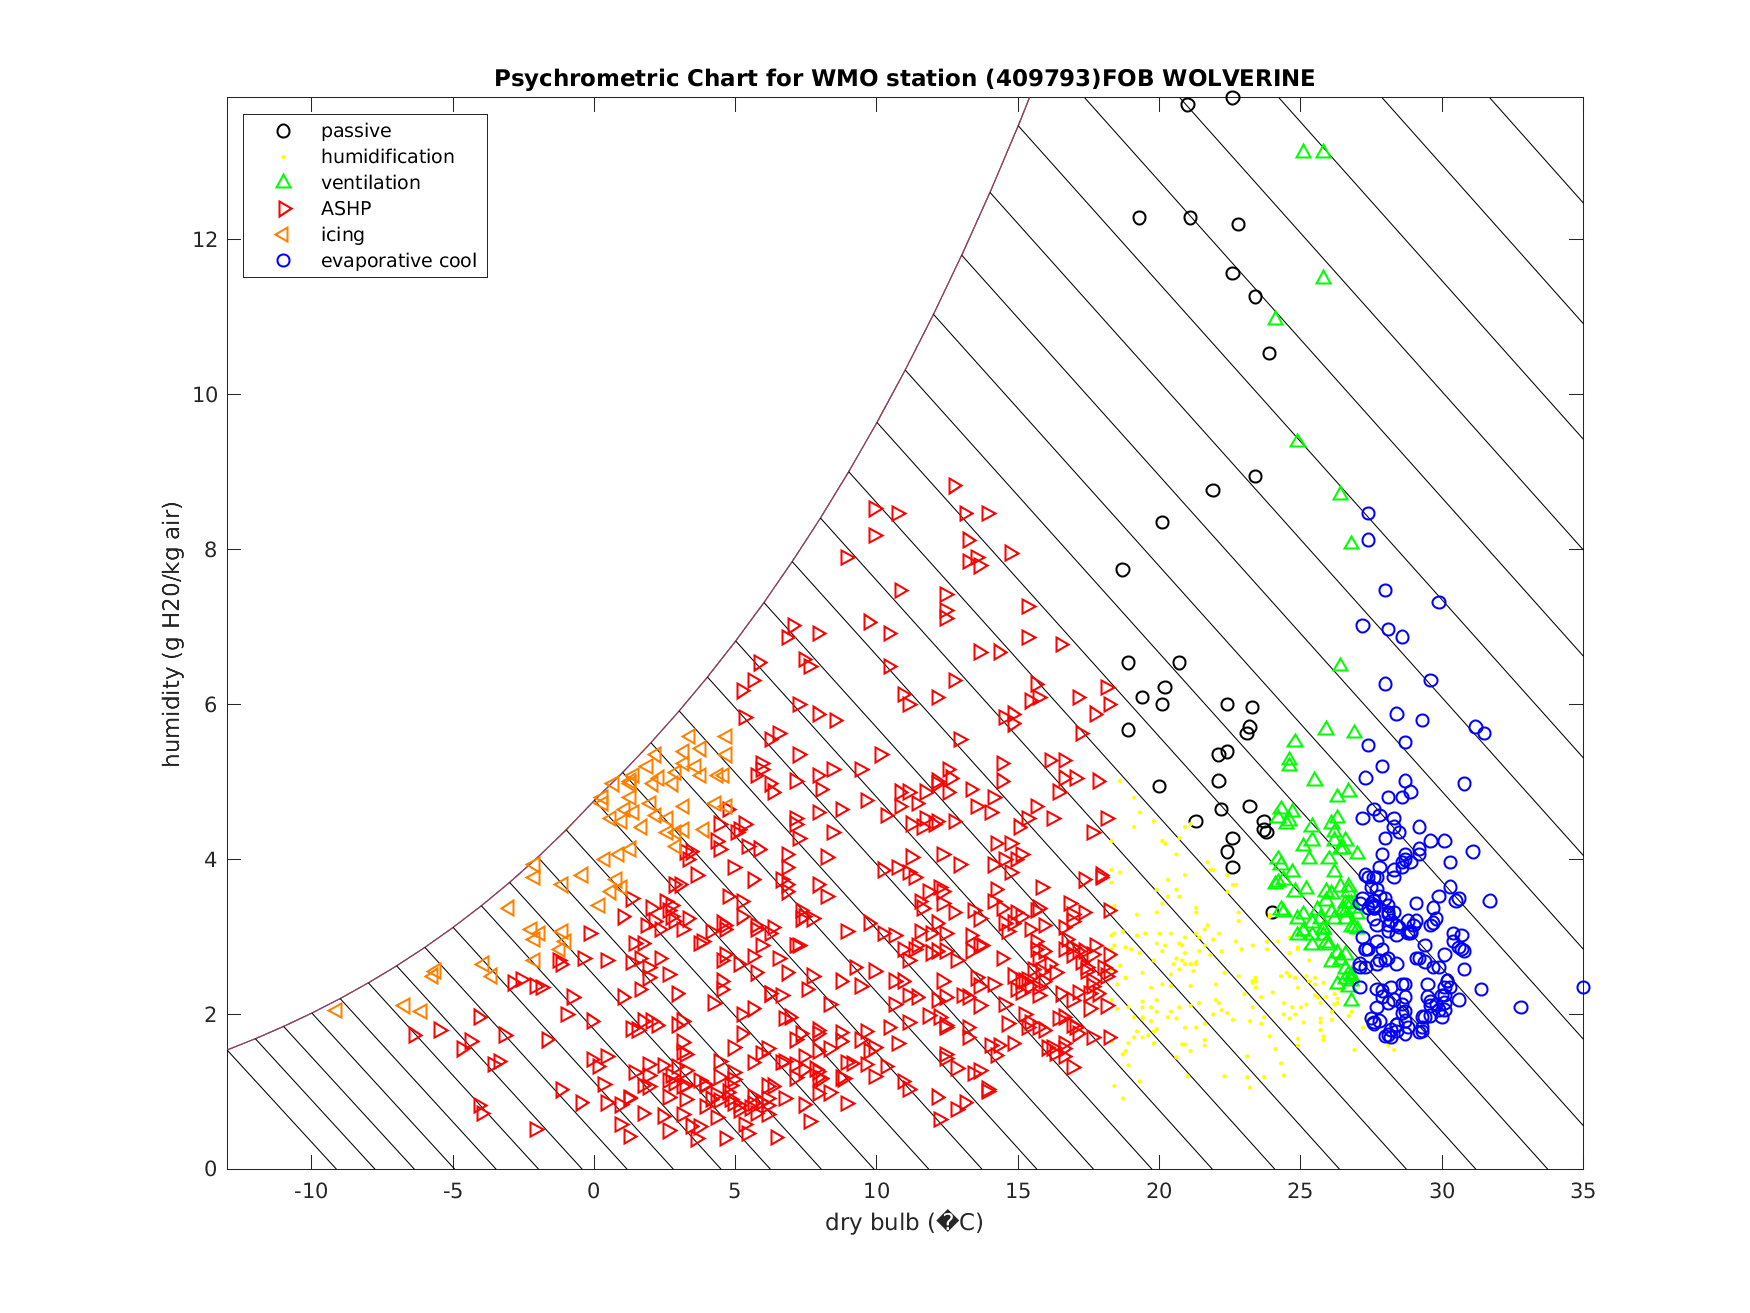 Psychrometric Chart for WMO station (409793)FOB WOLVERINE
passive
humidification
ventilation
ASHP
icing
evaporative cool
humidity (g H20/kg air)
12
10
8
6
4
2
0
-10 -5 0 5 10 15 20 25 30 35
dry bulb (�C)